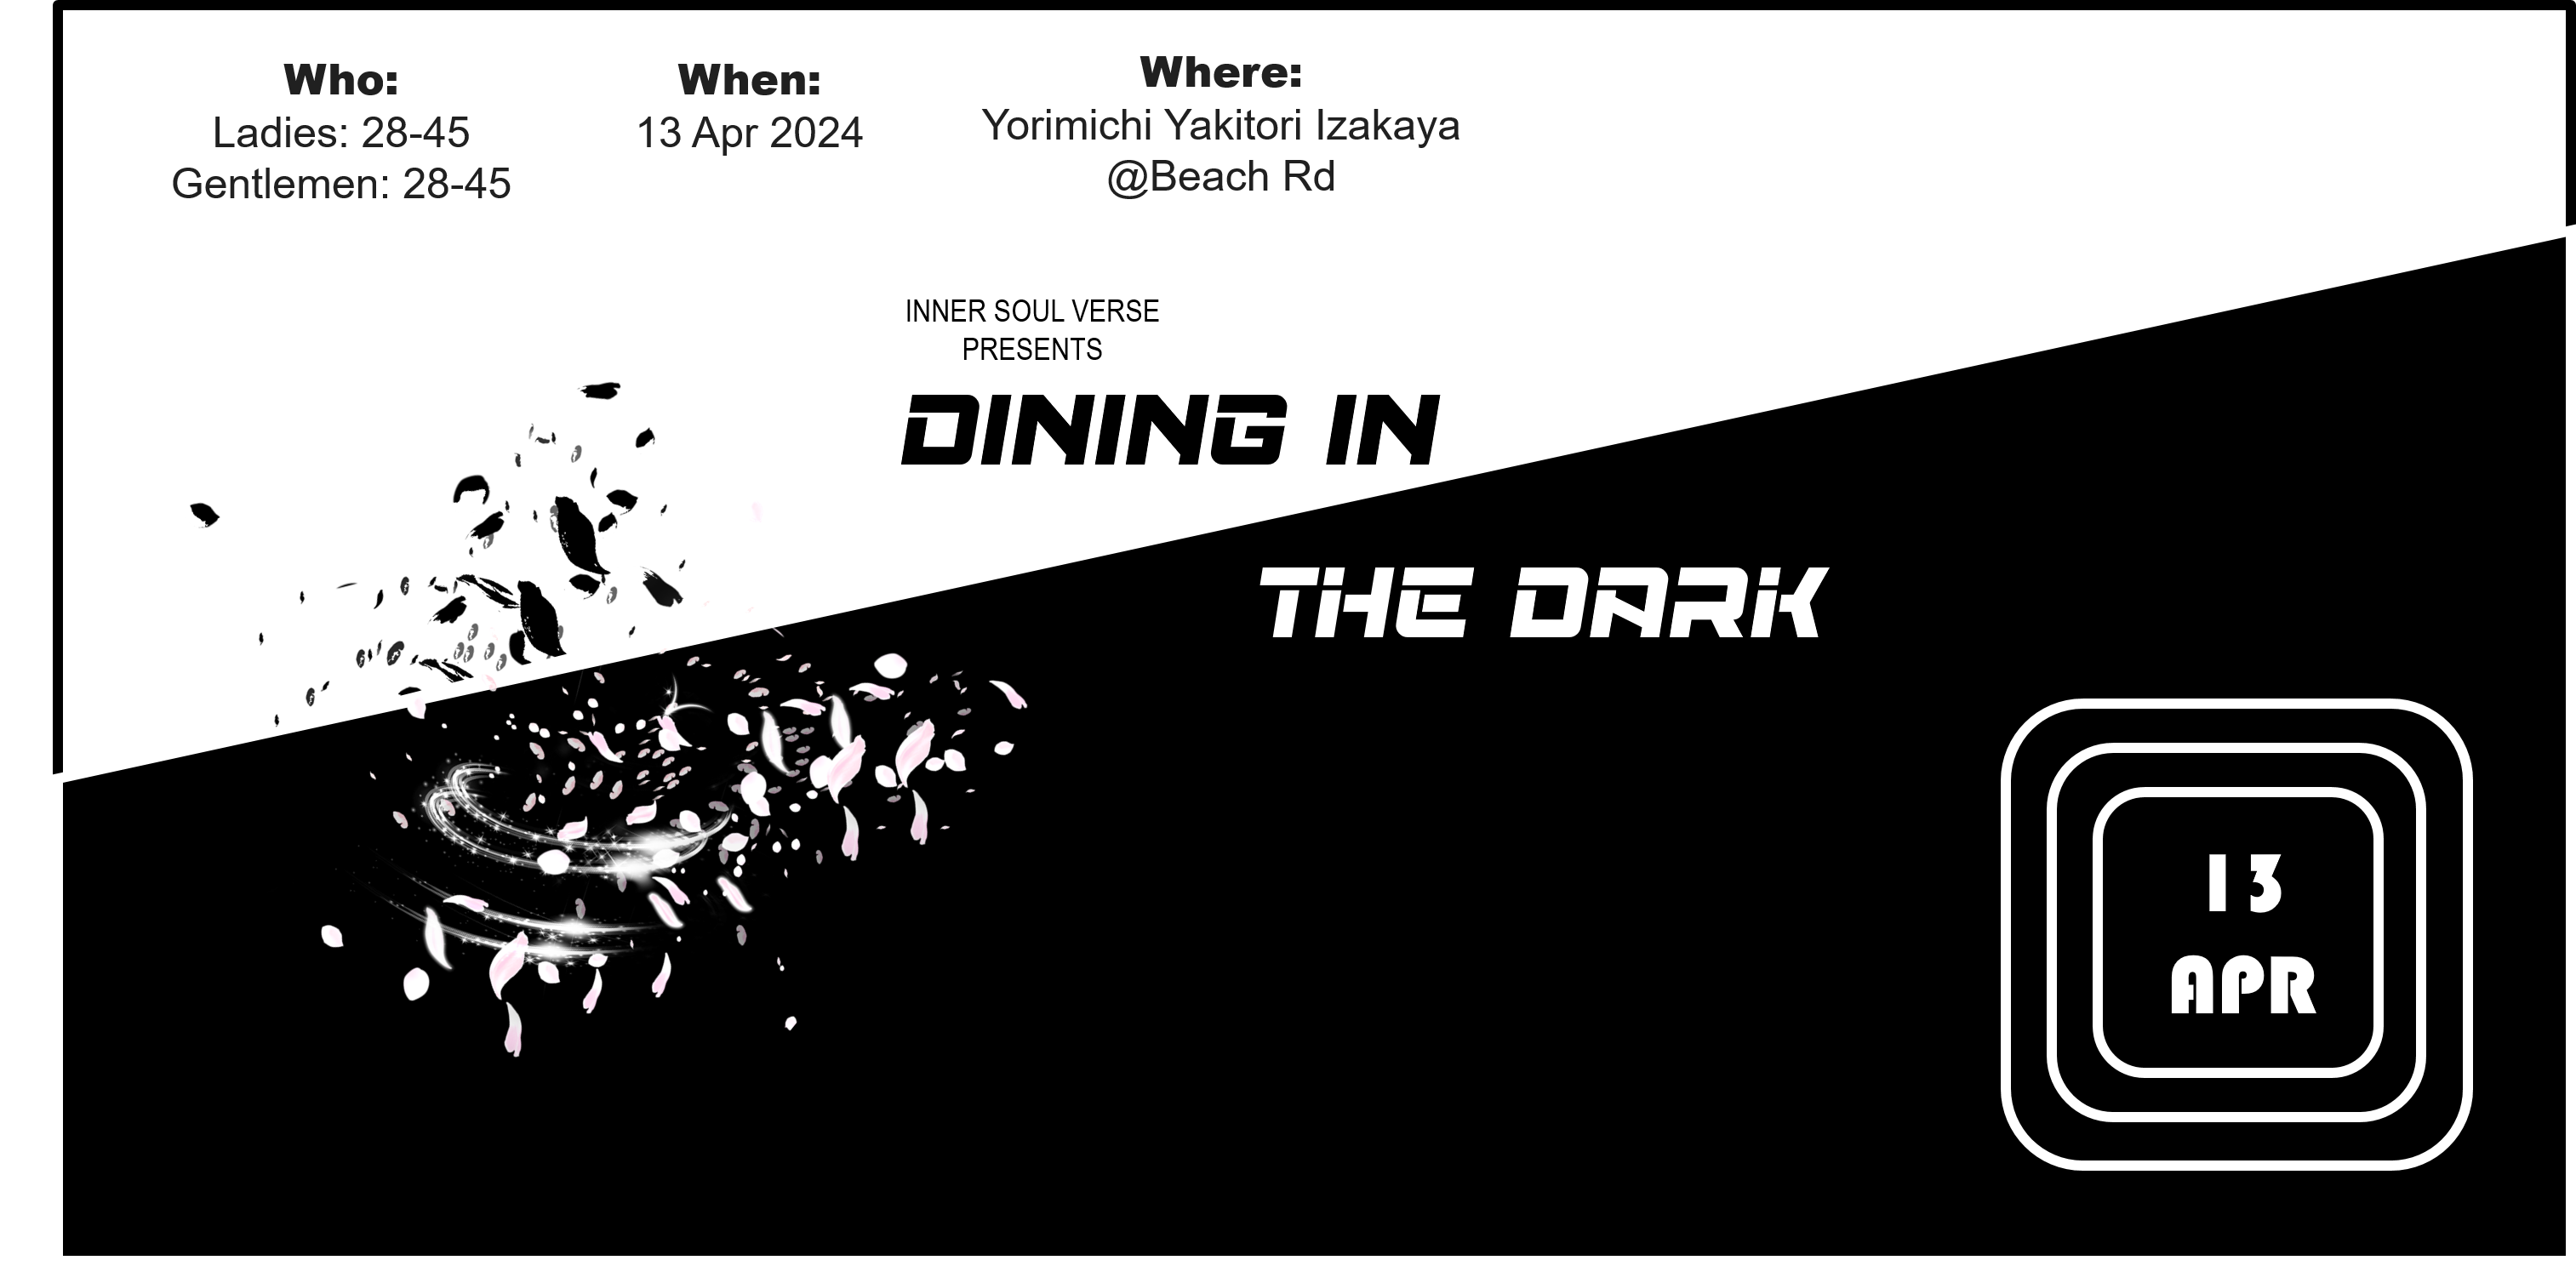 Who:
Ladies: 28-45
Gentlemen: 28-45
When:
13 Apr 2024
Where:
Yorimichi Yakitori Izakaya
@Beach Rd
INNER SOUL VERSE
PRESENTS
DINING IN
THE DARK
13
APR